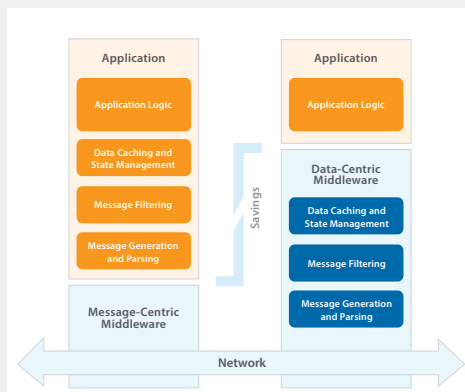 Application
Application Logic
Data Caching and
State Management
Message Filtering
Message Generation
and Parsing
Message-Centric
Middleware
Savings
Application
Application Logic
Data-Centric
Middleware
Data Caching and
State Management
Message Filtering
Message Generation
and Parsing
Network